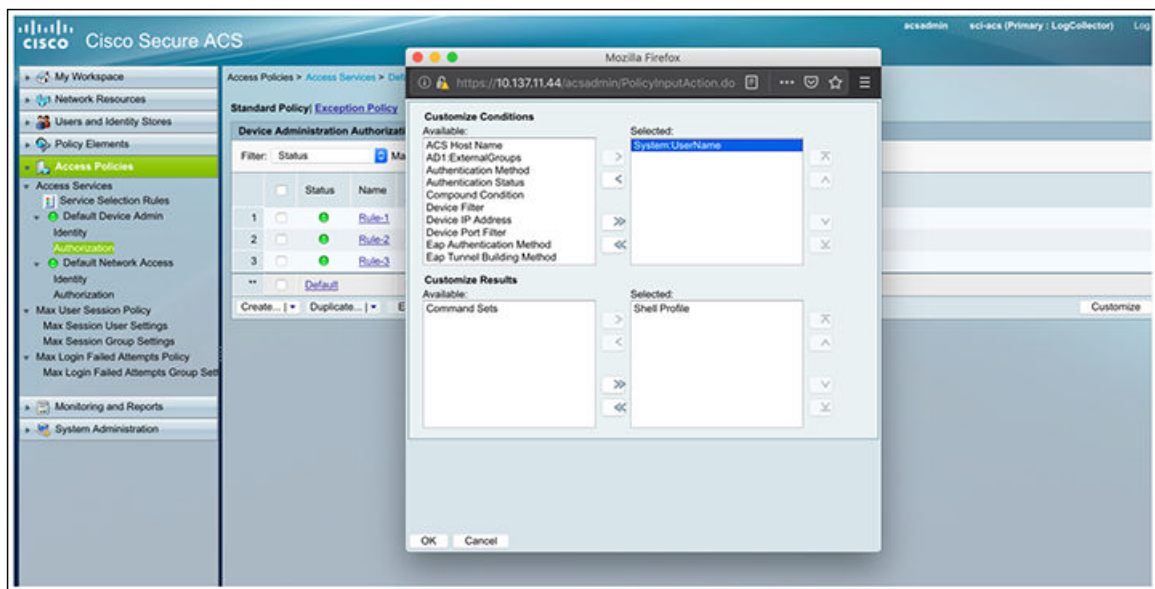 CISCO Cisco Secure ACS
acsadmin sci-acs (Primary : LogCollector) Log
My Workspace
Network Resources
Users and Identity Stores
Policy Elements
Access Policies
Access Services
Service Selection Rules
Default Device Admin
Identity
Authorization
Default Network Access
Identity
Authorization
Max User Session Policy
Max Session User Settings
Max Session Group Settings
Max Login Failed Attempts Policy
Max Login Failed Attempts Group Sett
Monitoring and Reports
System Administration
Access Policies > Access Services > Def
Standard Policy| Exception Policy
Device Administration Authorizati
Filter: Status Ma
Status Name
1 Rule-1
2 Rule-2
3 Rule-3
** Default
Create... | Duplicate... | E
Customize
Mozilla Firefox
https://10.137.11.44/acsadmin/PolicyInputAction.do
Customize Conditions
Available:
ACS Host Name
AD1:ExternalGroups
Authentication Method
Authentication Status
Compound Condition
Device Filter
Device IP Address
Device Port Filter
Eap Authentication Method
Eap Tunnel Building Method
Selected:
System:UserName
Customize Results
Available:
Command Sets
Selected:
Shell Profile
OK Cancel